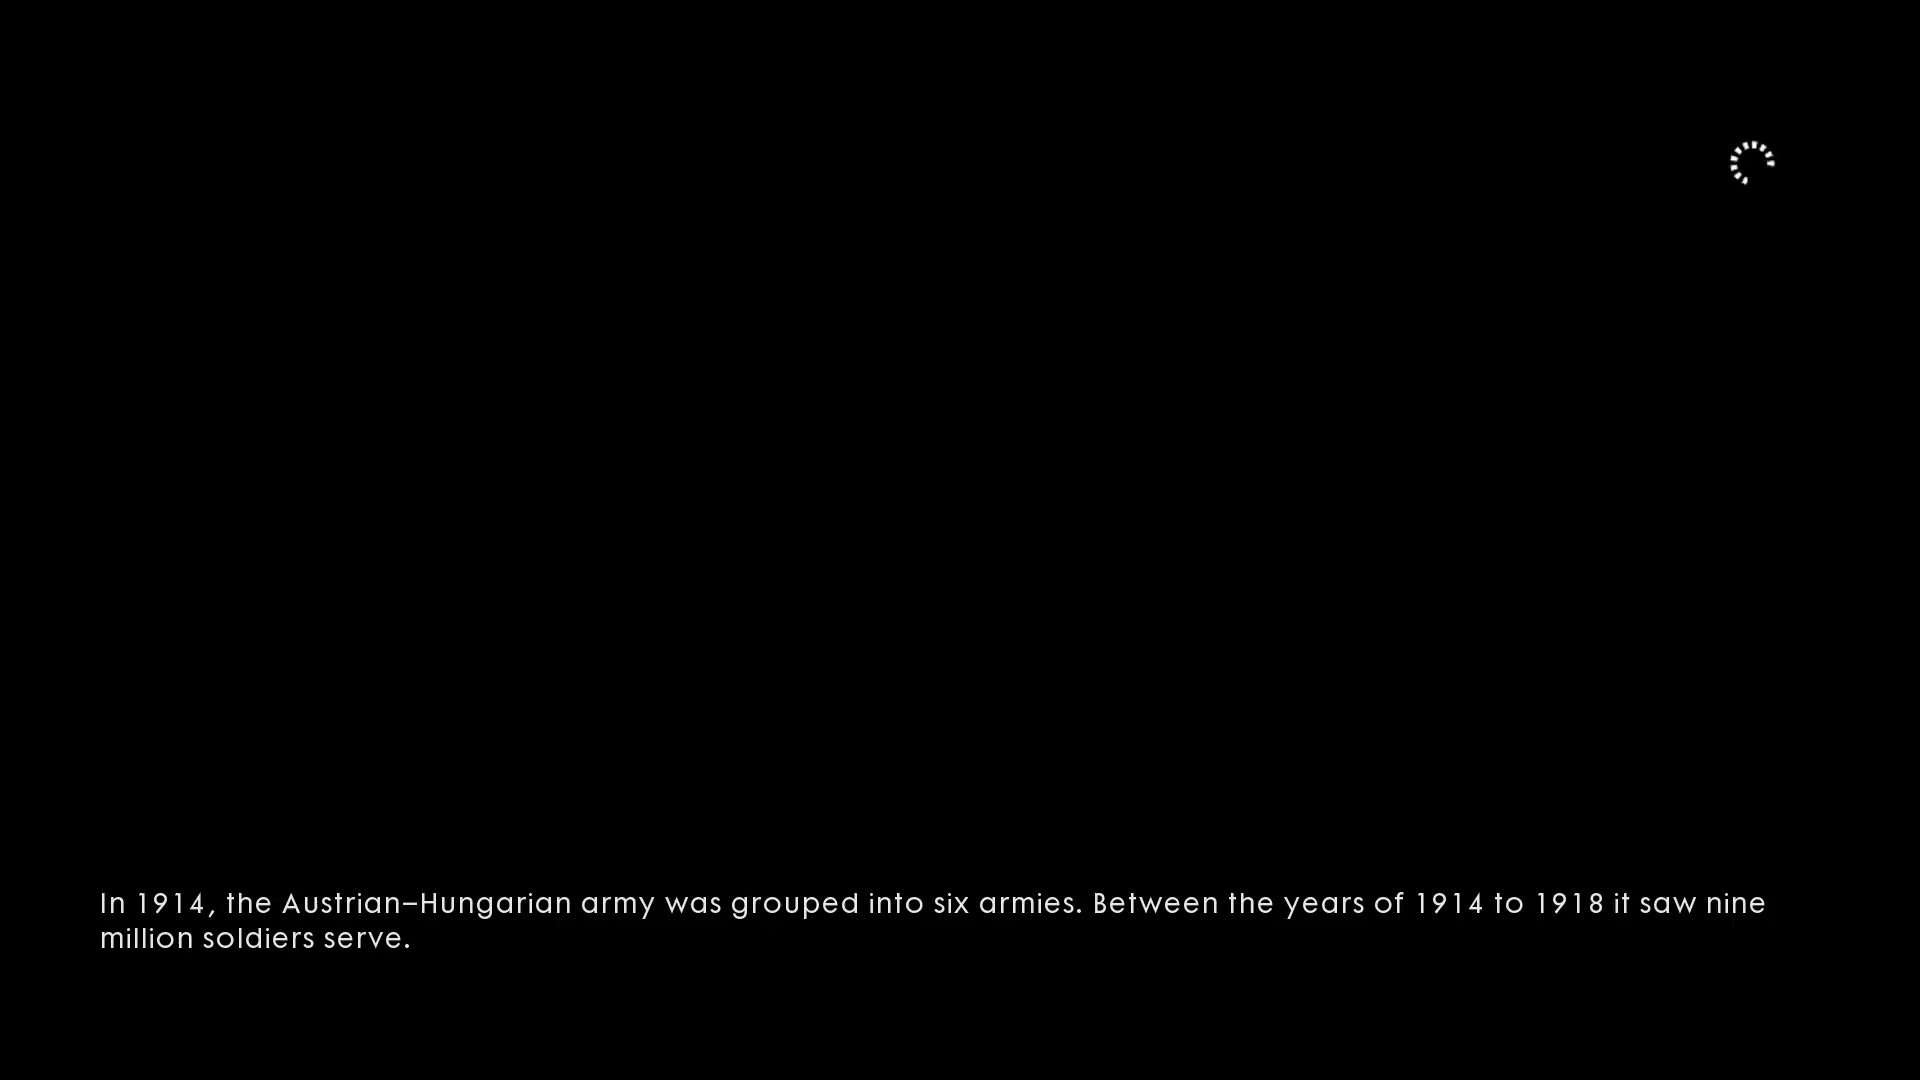 In 1914, the Austrian–Hungarian army was grouped into six armies. Between the years of 1914 to 1918 it saw nine
million soldiers serve.